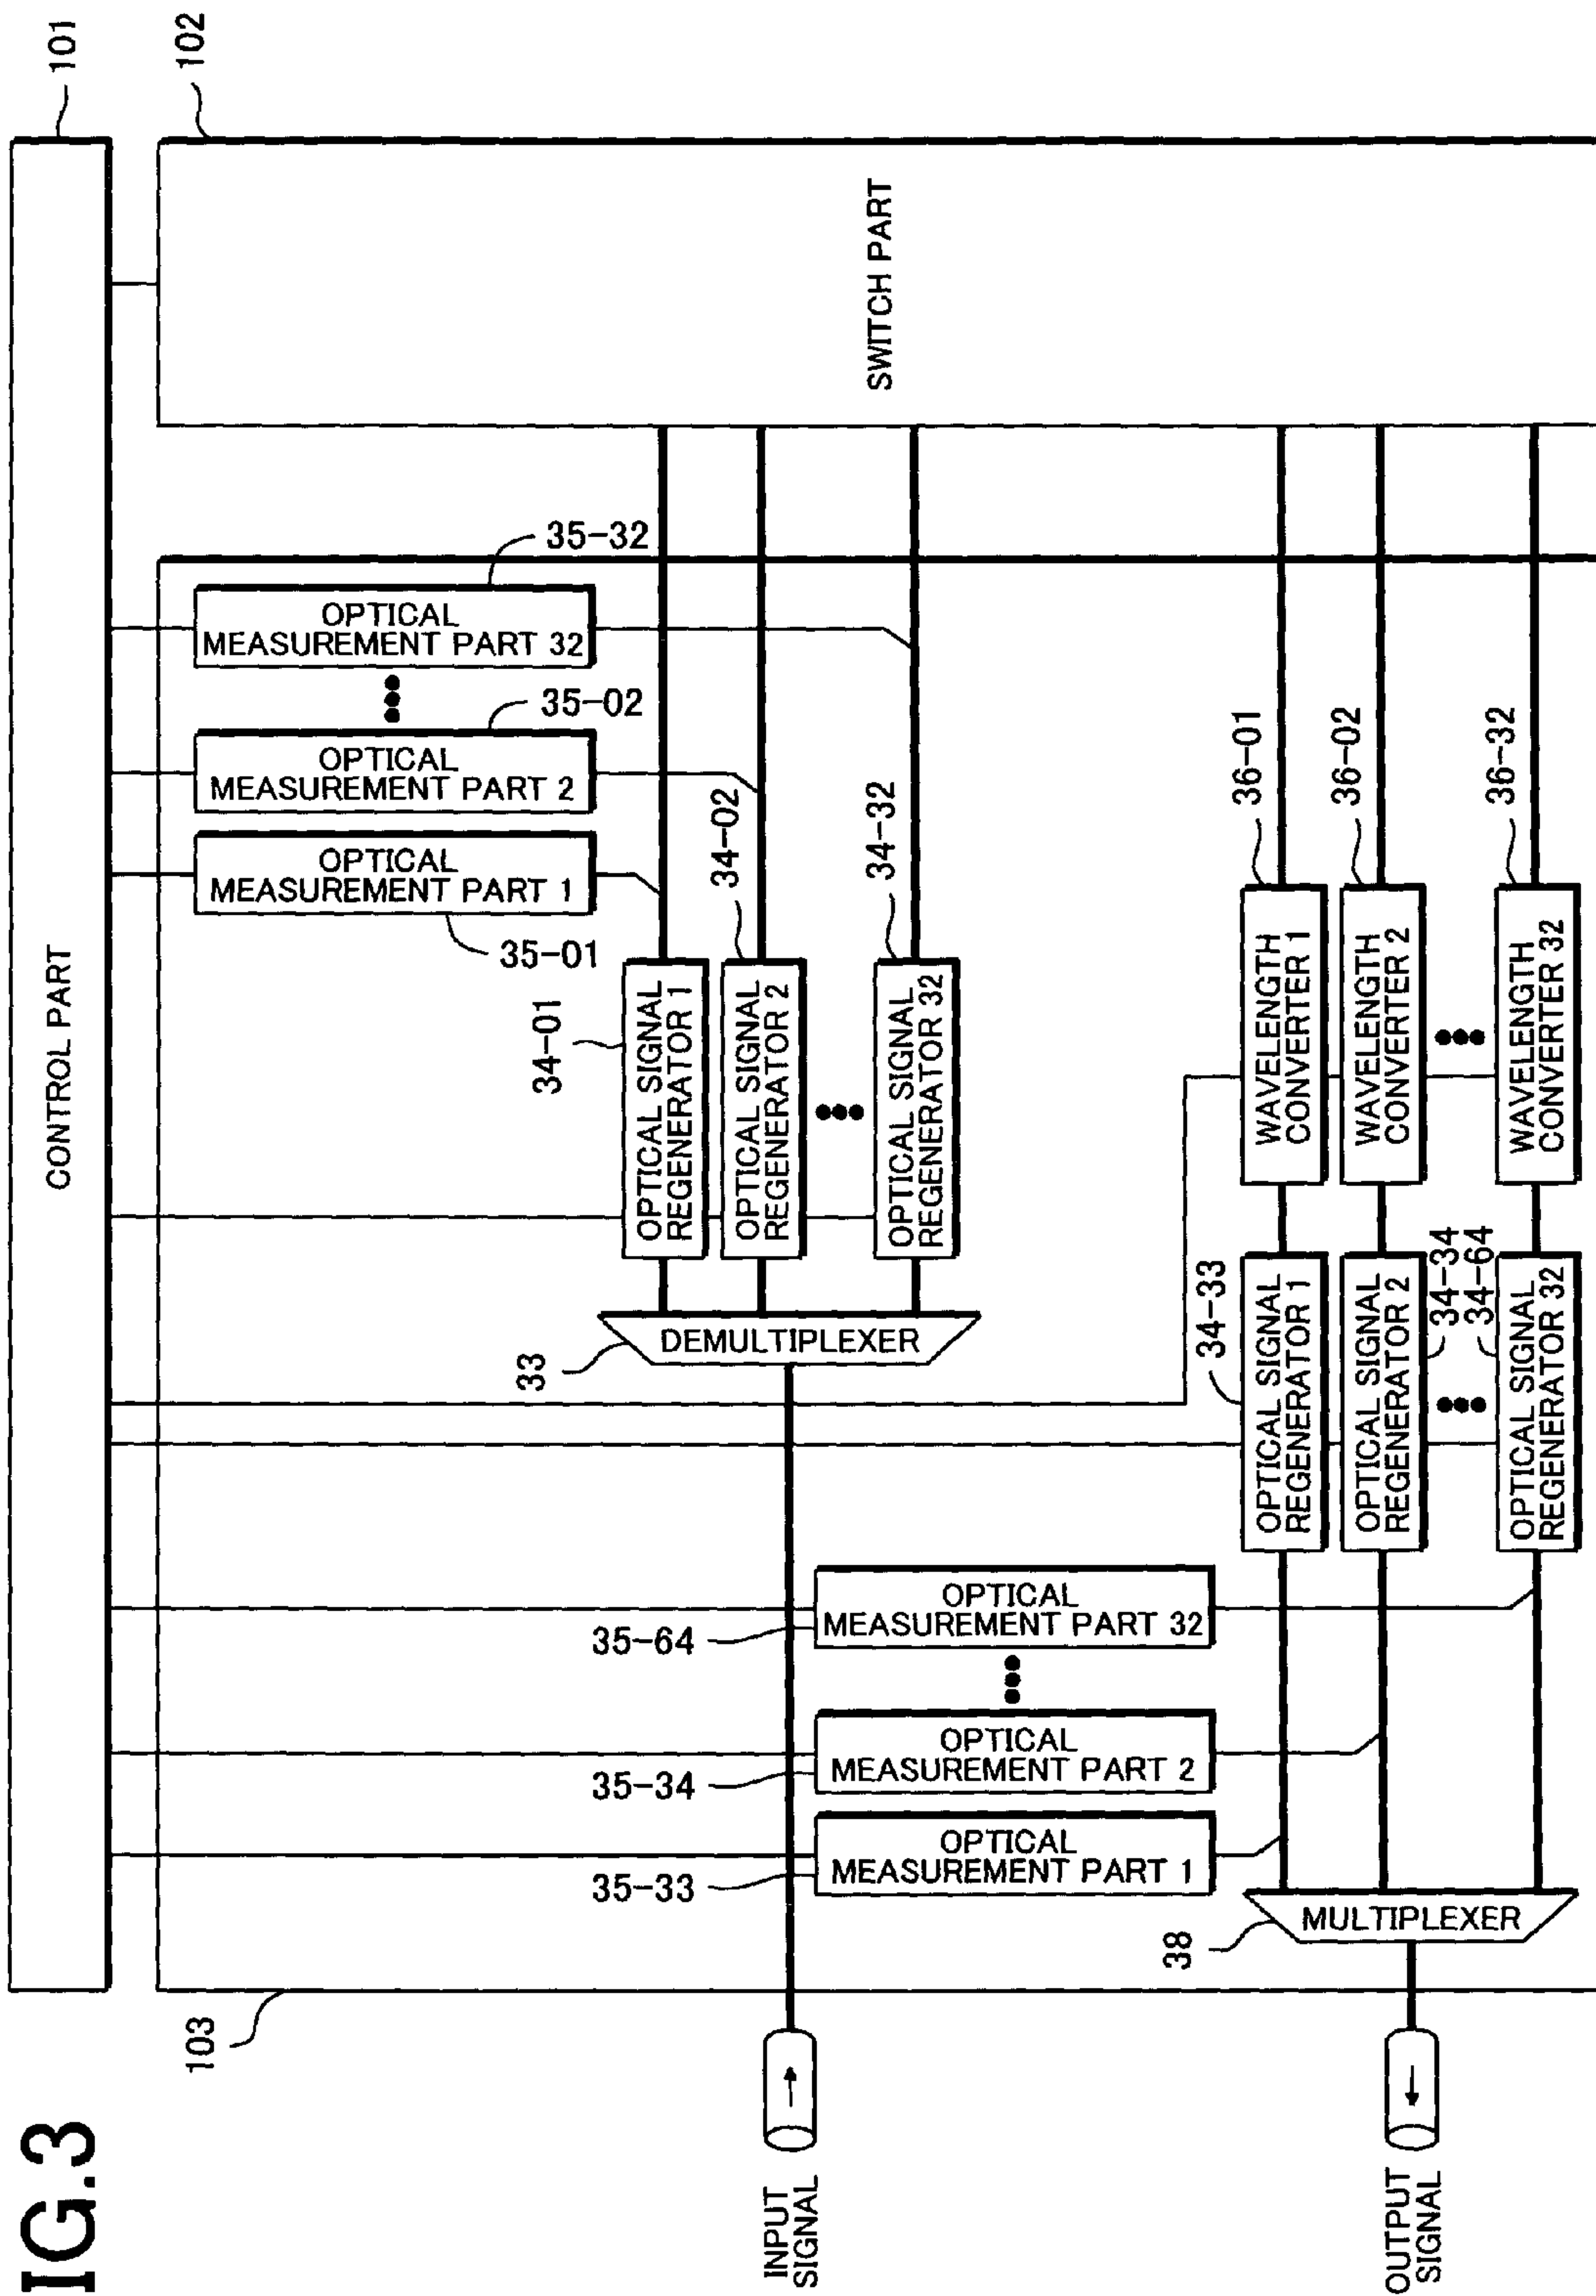 IG.3
101
CONTROL PART
102
SWITCH PART
103
35-32
OPTICAL
MEASUREMENT PART 32
35-02
OPTICAL
MEASUREMENT PART 2
OPTICAL
MEASUREMENT PART 1
35-01
34-01
OPTICAL SIGNAL
REGENERATOR 1
34-02
OPTICAL SIGNAL
REGENERATOR 2
34-32
OPTICAL SIGNAL
REGENERATOR 32
33
DEMULTIPLEXER
INPUT
SIGNAL
35-64
OPTICAL
MEASUREMENT PART 32
35-34
OPTICAL
MEASUREMENT PART 2
35-33
OPTICAL
MEASUREMENT PART 1
36-01
WAVELENGTH
CONVERTER 1
36-02
WAVELENGTH
CONVERTER 2
36-32
WAVELENGTH
CONVERTER 32
34-33
OPTICAL SIGNAL
REGENERATOR 1
OPTICAL SIGNAL
REGENERATOR 2
34-34
34-64
OPTICAL SIGNAL
REGENERATOR 32
38
MULTIPLEXER
OUTPUT
SIGNAL